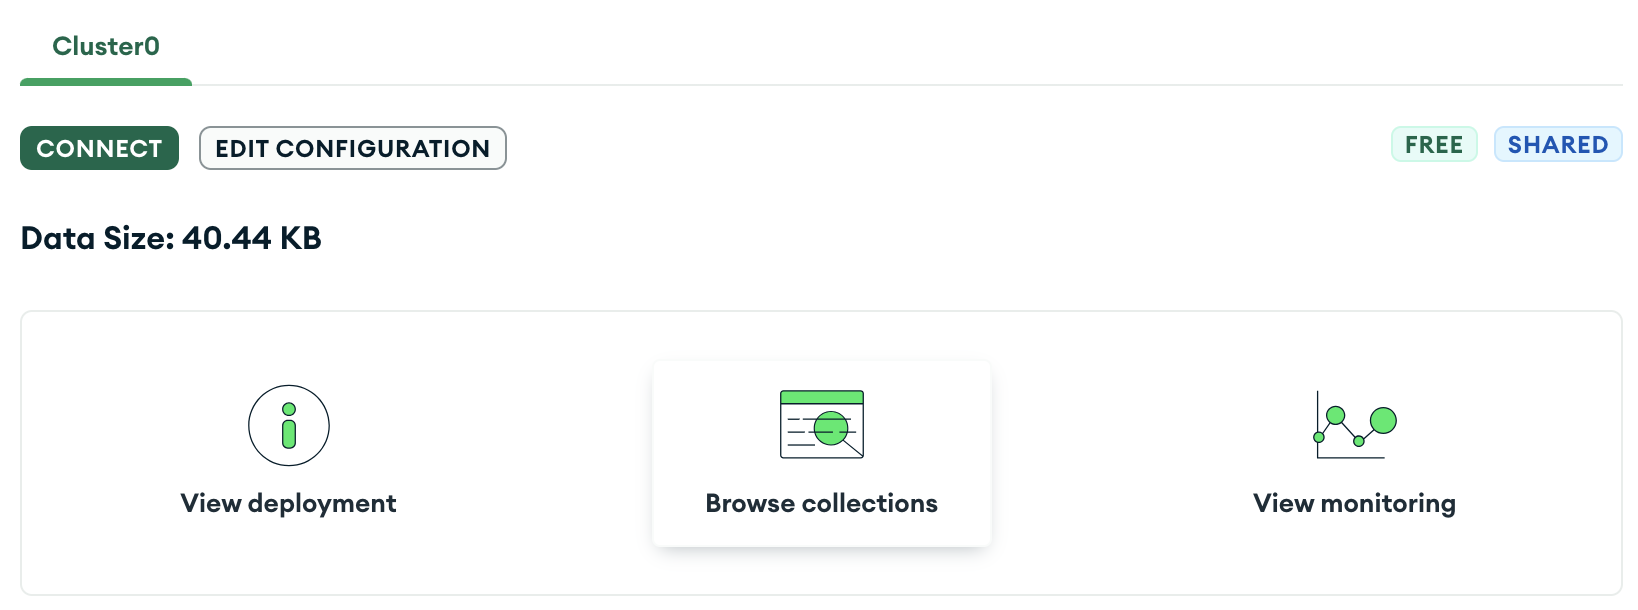 Cluster0
CONNECT EDIT CONFIGURATION FREE SHARED
Data Size: 40.44 KB
View deployment Browse collections View monitoring